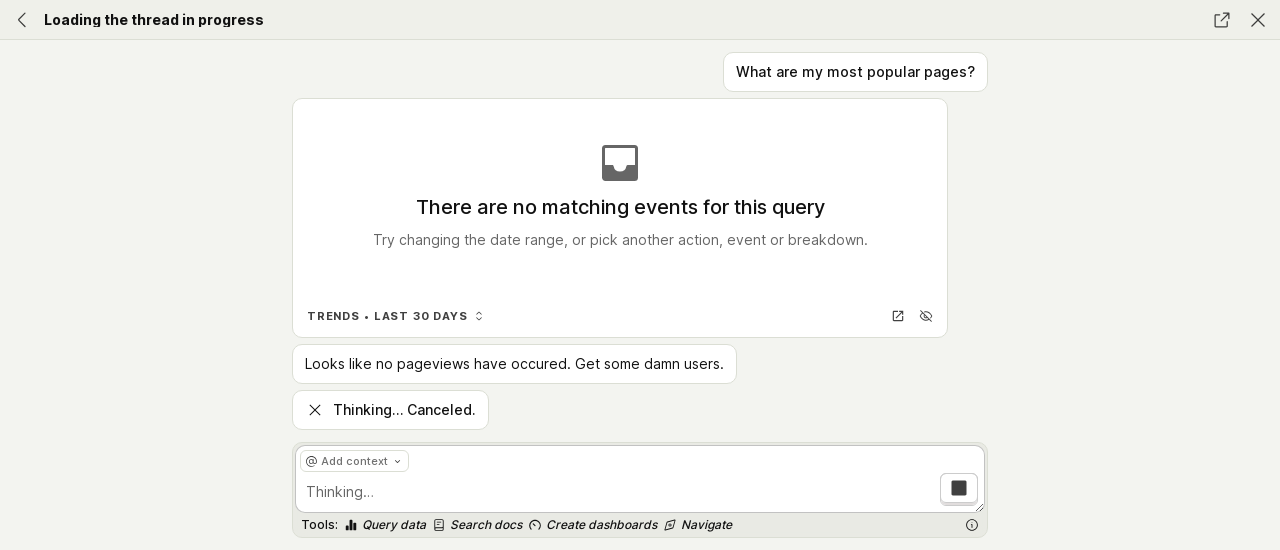 Loading the thread in progress
What are my most popular pages?
There are no matching events for this query
Try changing the date range, or pick another action, event or breakdown.
TRENDS • LAST 30 DAYS
Looks like no pageviews have occured. Get some damn users.
Thinking... Canceled.
@ Add context
Thinking...
Tools: Query data Search docs Create dashboards Navigate